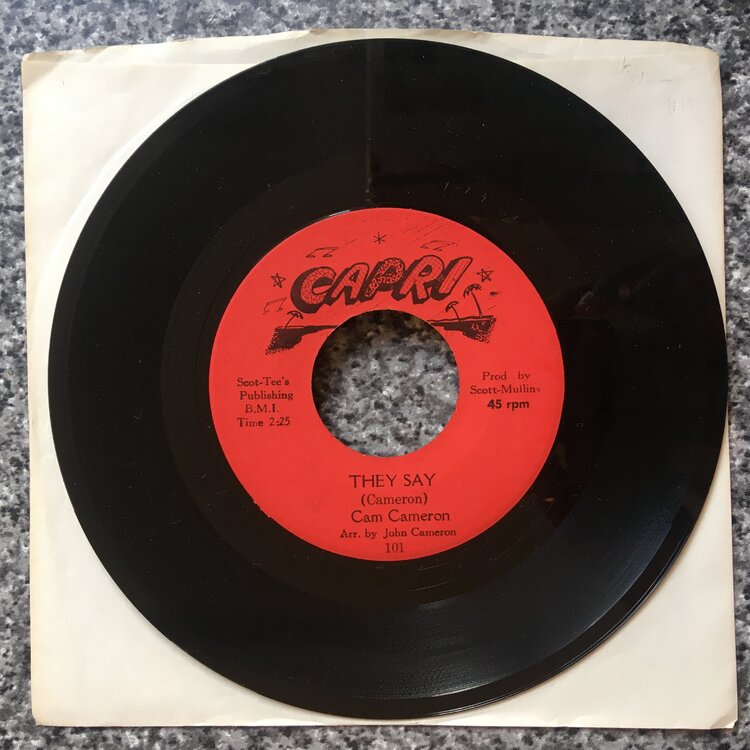 CAPRI
Scot-Tee's
Publishing
B.M.I.
Time 2:25
Prod by
Scott-Mullins
45 rpm
THEY SAY
(Cameron)
Cam Cameron
Arr. by John Cameron
101